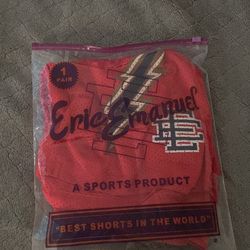 1
PAIR
Eric Emanuel
EE
A SPORTS PRODUCT
"BEST SHORTS IN THE WORLD"